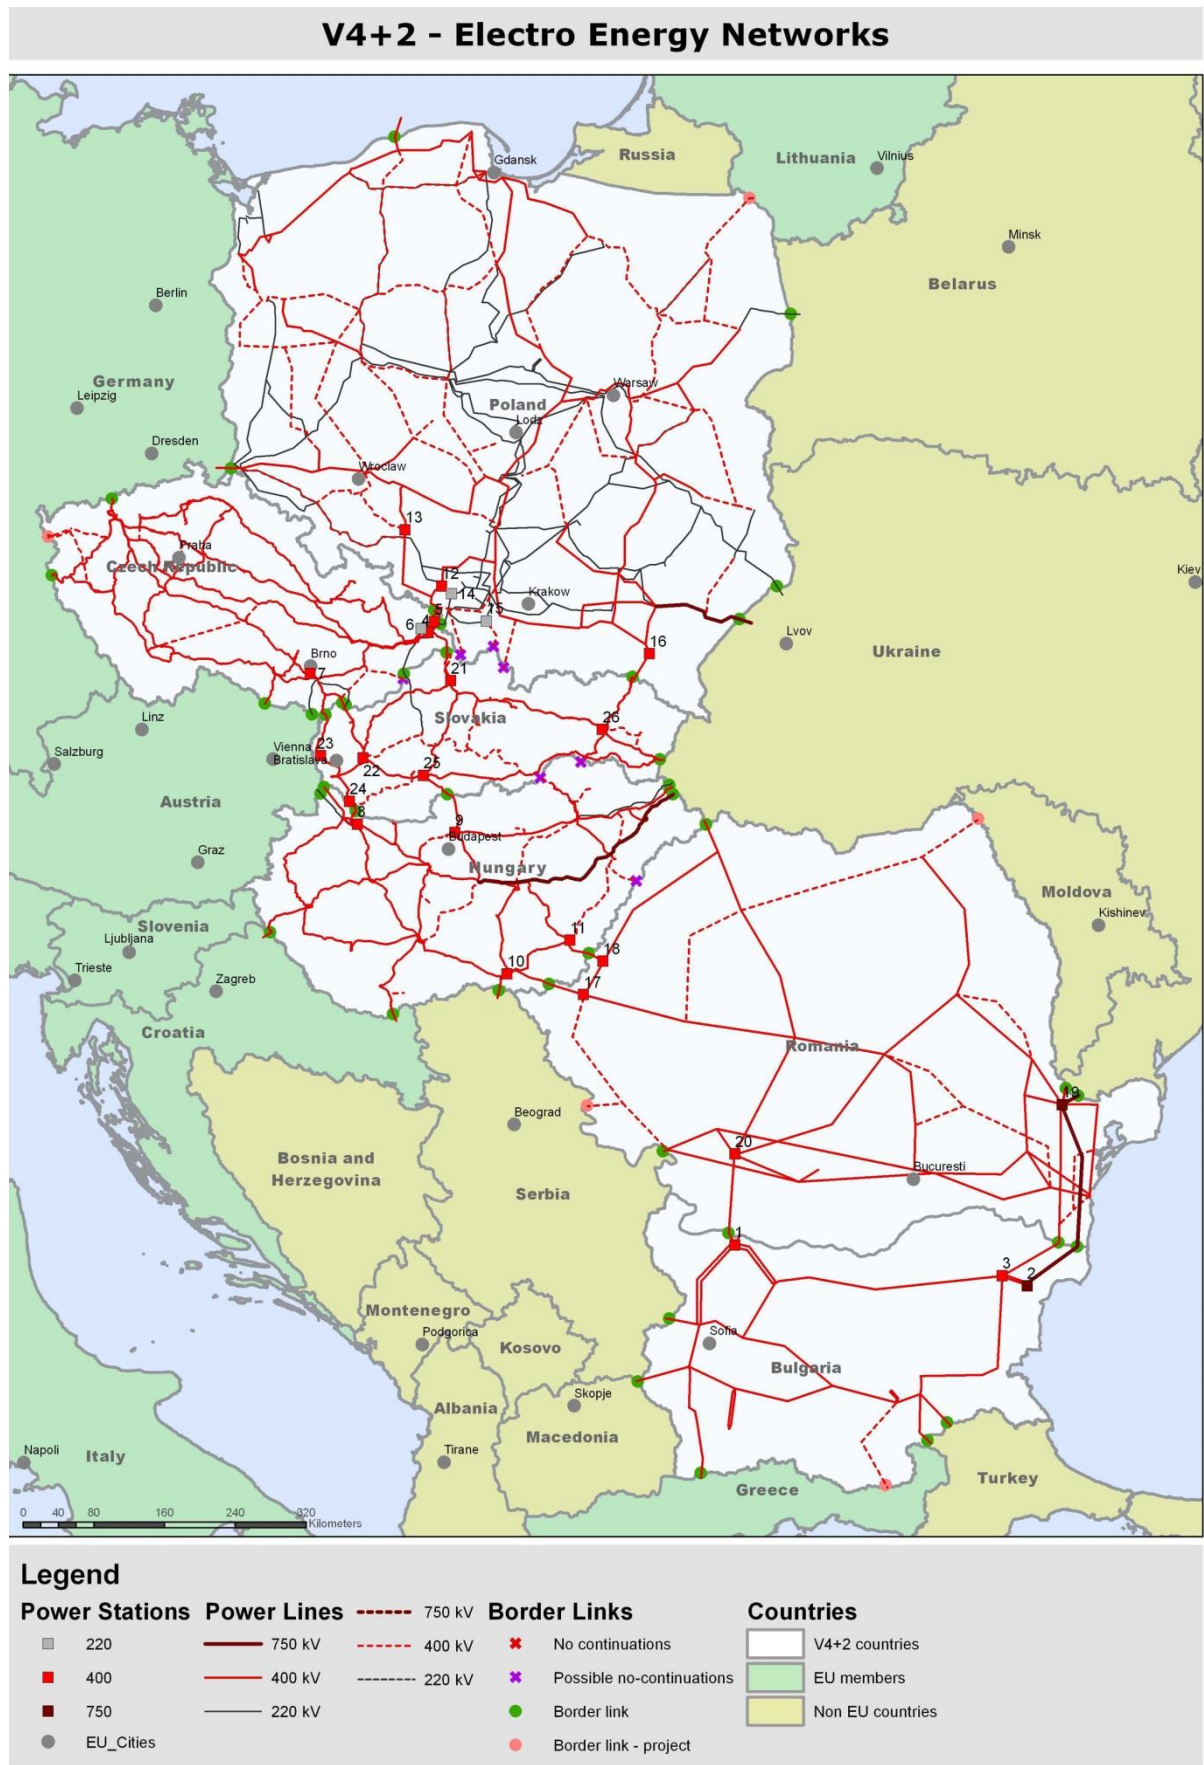 V4+2 - Electro Energy Networks
Gdansk
Russia
Lithuania
Vilnius
Minsk
Belarus
Berlin
Germany
Leipzig
Warsaw
Poland
Lodz
Dresden
Wroclaw
13
Praha
Czech Republic
Kiev
12
14
Krakow
5
15
6
4
Lvov
16
Ukraine
Brno
7
21
Linz
Slovakia
26
23
Vienna
Bratislava
Salzburg
22
25
24
Austria
8
9
Budapest
Graz
Hungary
Moldova
Kishinev
Slovenia
Ljubljana
11
18
Trieste
Zagreb
10
17
Croatia
Romania
19
Beograd
20
Bosnia and
Herzegovina
Bucuresti
Serbia
1
3
2
Montenegro
Podgorica
Kosovo
Sofia
Bulgaria
Skopje
Albania
Macedonia
Napoli
Italy
Tirane
Turkey
Greece
0 40 80 160 240 320
Kilometers
Legend
Power Stations Power Lines 750 kV Border Links Countries
220 750 kV 400 kV No continuations V4+2 countries
400 400 kV 220 kV Possible no-continuations EU members
750 220 kV Border link Non EU countries
EU_Cities Border link - project